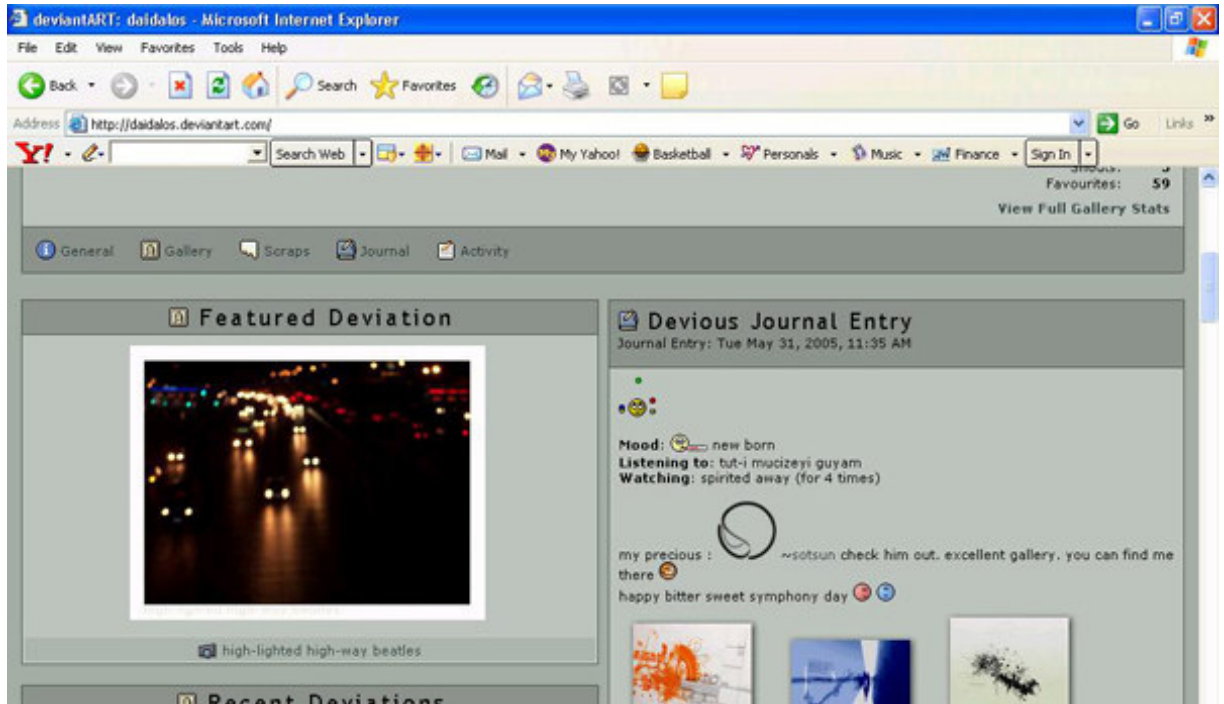 deviantART: daidalos - Microsoft Internet Explorer
File Edit View Favorites Tools Help
Back Search Favorites
Address http://daidalos.deviantart.com/ Go Links »
Y! Search Web Mail My Yahoo! Basketball Personals Music Finance Sign In
Favourites: 59
View Full Gallery Stats
General Gallery Scraps Journal Activity
Featured Deviation
high-lighted high-way beatles
Recent Deviations
Devious Journal Entry
Journal Entry: Tue May 31, 2005, 11:35 AM
Mood: new born
Listening to: tut-i mucizeyi guyam
Watching: spirited away (for 4 times)
my precious : ~sotsun check him out. excellent gallery. you can find me
there
happy bitter sweet symphony day